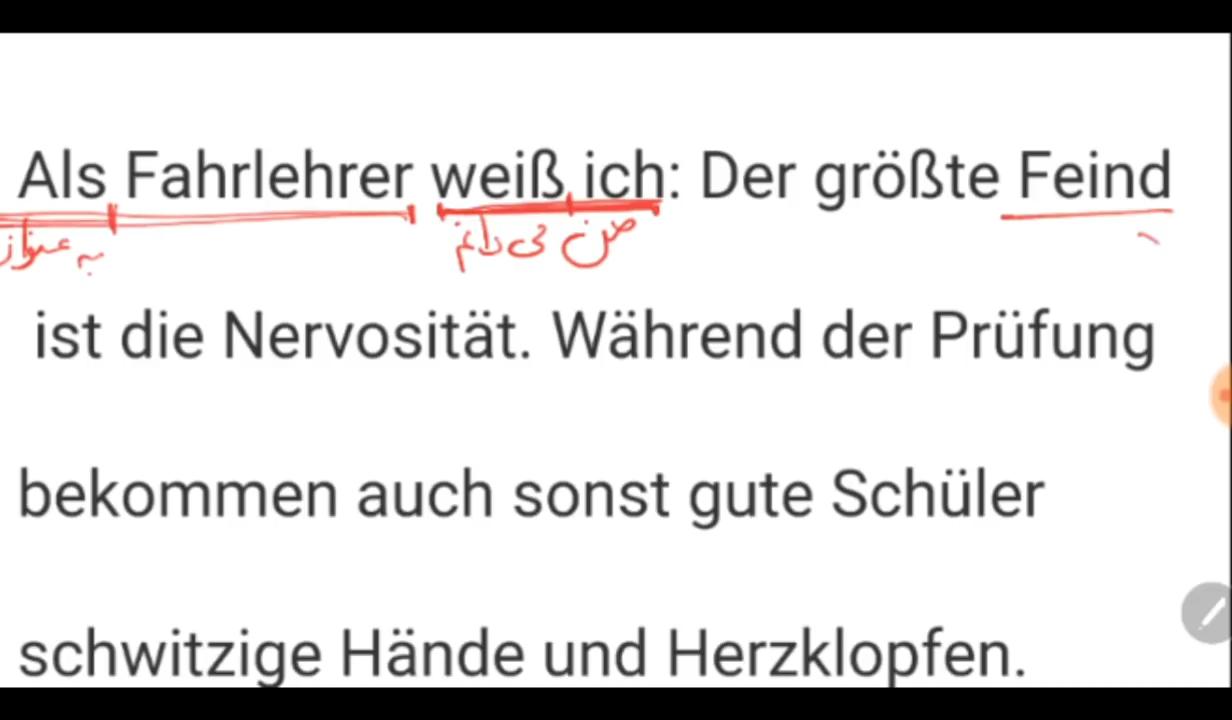 Als Fahrlehrer weiß ich: Der größte Feind
به عنوان
من می دانم
ist die Nervosität. Während der Prüfung
bekommen auch sonst gute Schüler
schwitzige Hände und Herzklopfen.